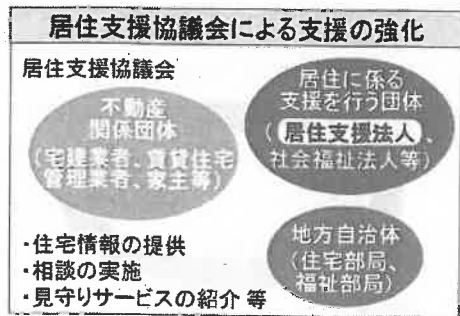 居住支援協議会による支援の強化
居住支援協議会
不動産
関係団体
(宅建業者、賃貸住宅
管理業者、家主等)
居住に係る
支援を行う団体
(居住支援法人、
社会福祉法人等)
地方自治体
(住宅部局、
福祉部局)
・住宅情報の提供
・相談の実施
・見守りサービスの紹介 等